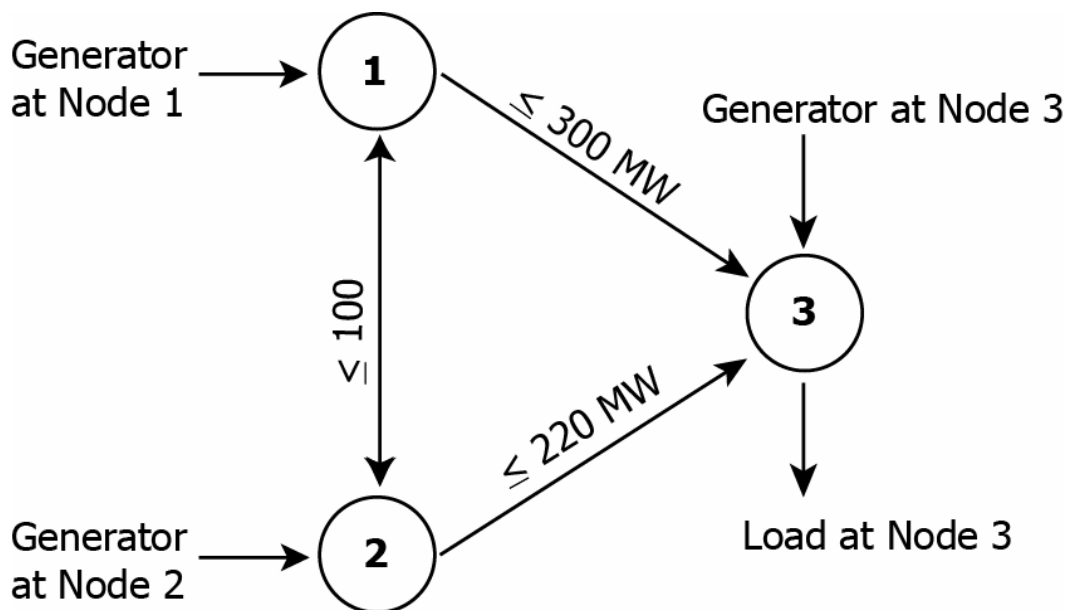 Generator
at Node 1
1
≤ 300 MW
Generator at Node 3
≤ 100
3
≤ 220 MW
Generator
at Node 2
2
Load at Node 3